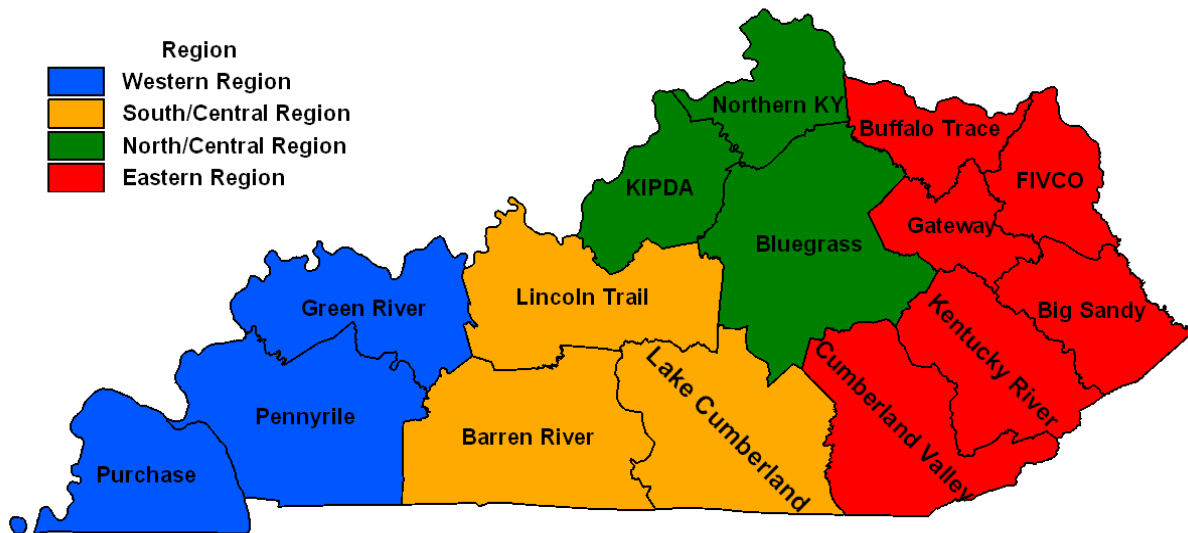 Region
Western Region
South/Central Region
North/Central Region
Eastern Region
Northern KY
Buffalo Trace
KIPDA
FIVCO
Gateway
Bluegrass
Lincoln Trail
Green River
Big Sandy
Kentucky River
Cumberland Valley
Lake Cumberland
Pennyrile
Barren River
Purchase